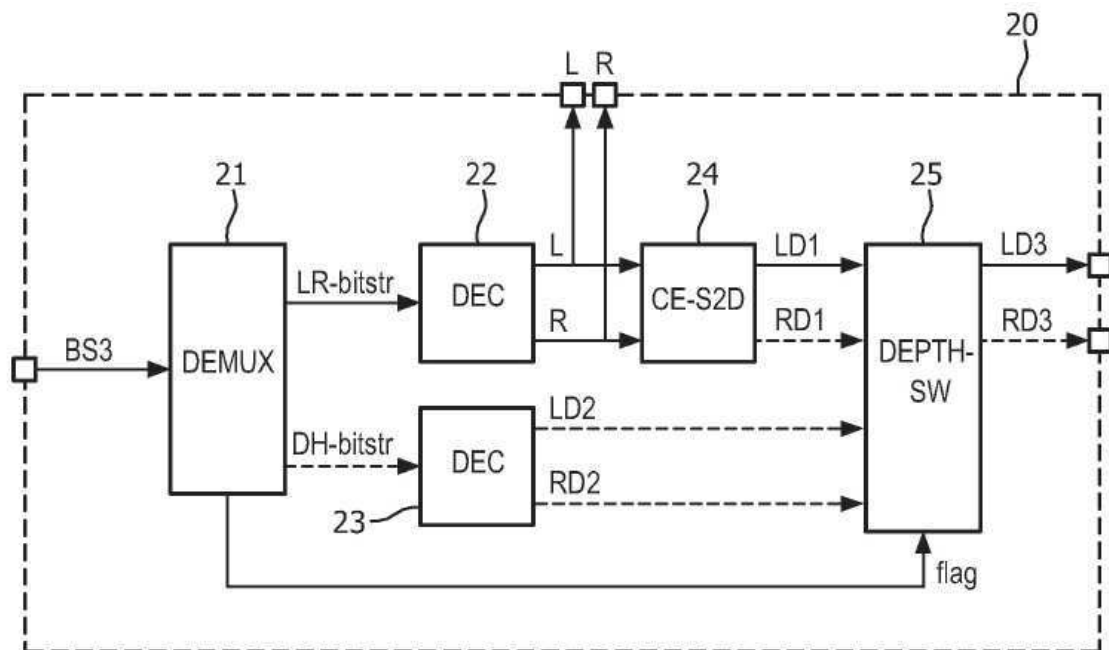 20
L R
21
22
24
25
LR-bitstr
L
LD1
LD3
DEC
CE-S2D
R
RD1
RD3
BS3
DEMUX
DEPTH-
SW
LD2
DH-bitstr
DEC
RD2
23
flag